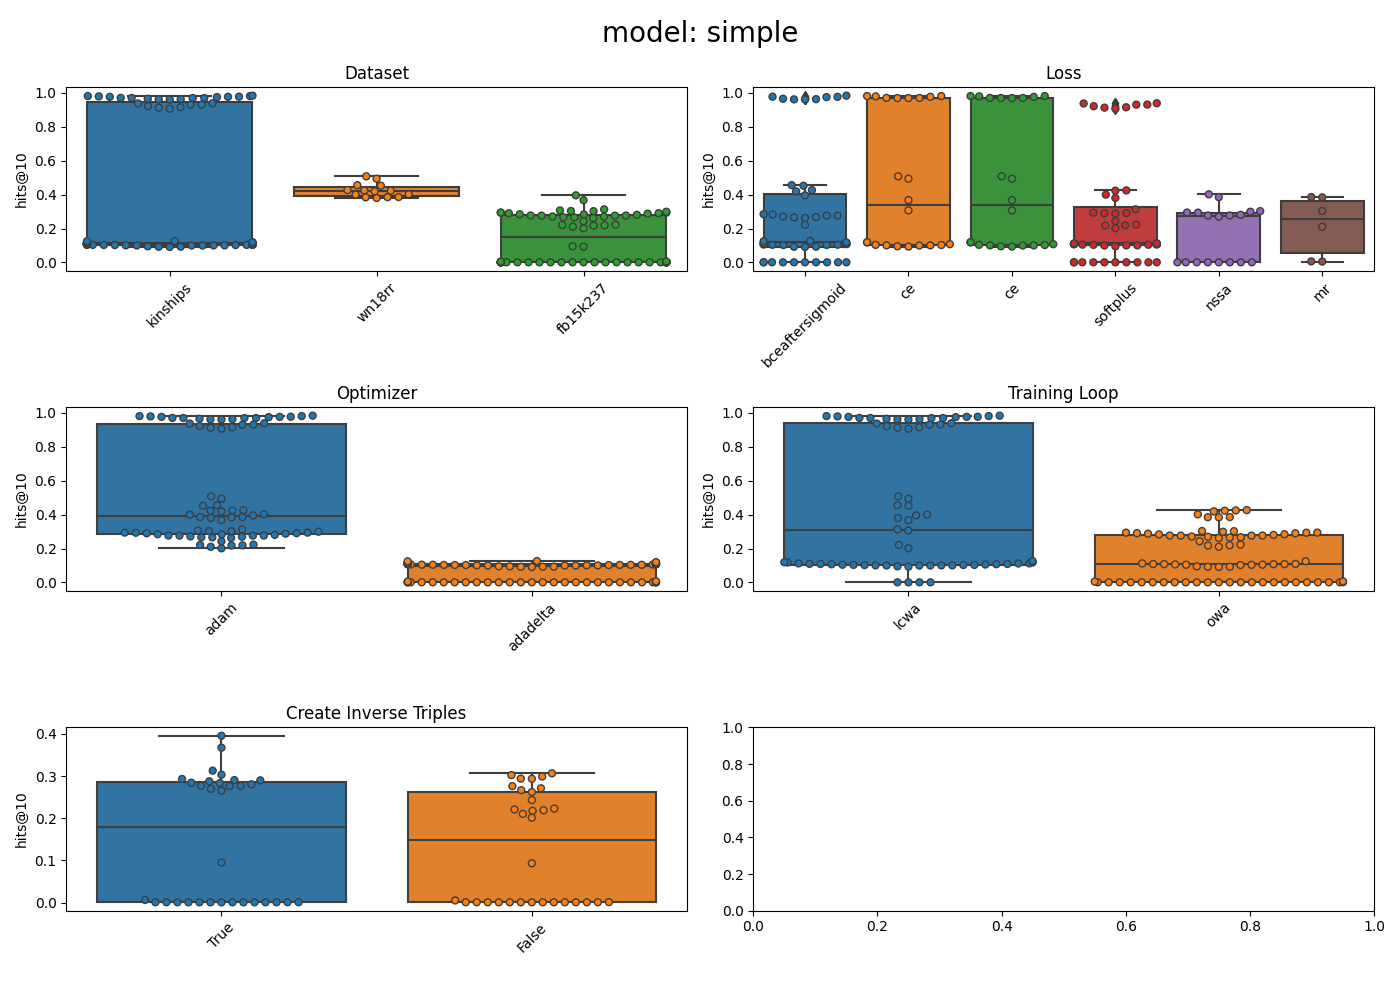 model: simple
Dataset
hits@10
1.0
0.8
0.6
0.4
0.2
0.0
kinships
wn18rr
fb15k237
Loss
hits@10
1.0
0.8
0.6
0.4
0.2
0.0
bceaftersigmoid
ce
ce
softplus
nssa
mr
Optimizer
hits@10
1.0
0.8
0.6
0.4
0.2
0.0
adam
adadelta
Training Loop
hits@10
1.0
0.8
0.6
0.4
0.2
0.0
lcwa
owa
Create Inverse Triples
hits@10
0.4
0.3
0.2
0.1
0.0
True
False
1.0
0.8
0.6
0.4
0.2
0.0
0.0 0.2 0.4 0.6 0.8 1.0